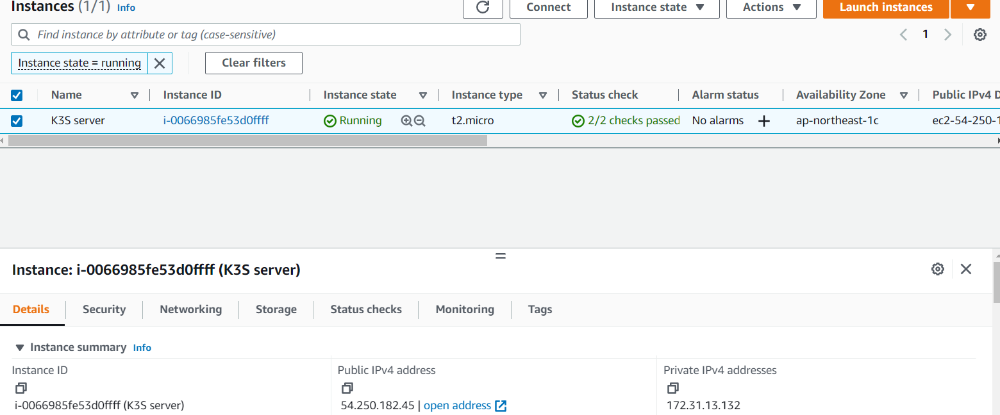 Instances (1/1) Info
Connect
Instance state
Actions
Launch instances
Find instance by attribute or tag (case-sensitive)
1
Instance state = running
Clear filters
Name Instance ID Instance state Instance type Status check Alarm status Availability Zone Public IPv4 D
K3S server i-0066985fe53d0ffff Running t2.micro 2/2 checks passed No alarms + ap-northeast-1c ec2-54-250-1
Instance: i-0066985fe53d0ffff (K3S server)
Details Security Networking Storage Status checks Monitoring Tags
Instance summary Info
Instance ID Public IPv4 address Private IPv4 addresses
i-0066985fe53d0ffff (K3S server) 54.250.182.45 | open address 172.31.13.132